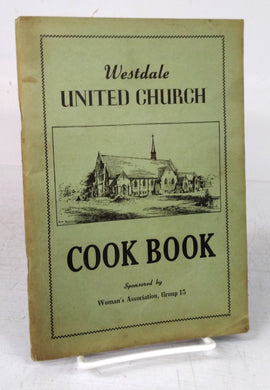 Westdale
UNITED CHURCH
COOK BOOK
Sponsored by
Woman's Association, Group 15